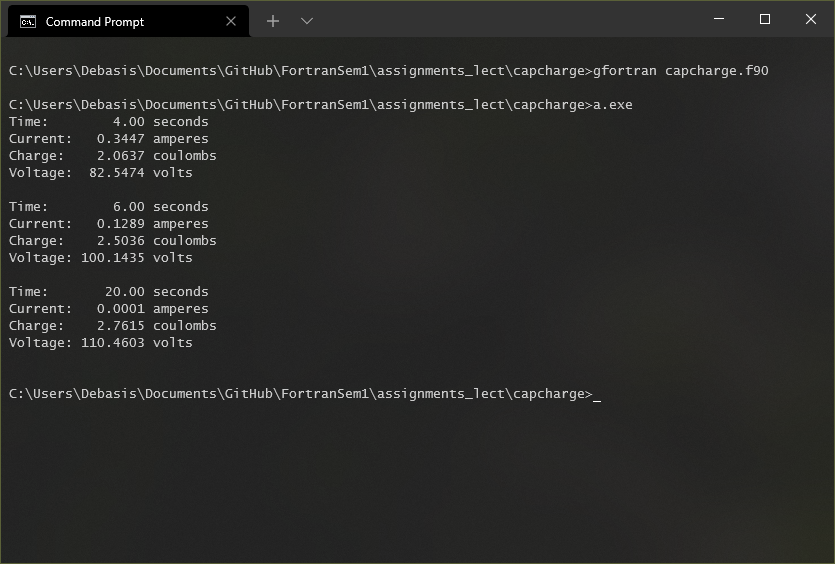 Command Prompt
C:\Users\Debasis\Documents\GitHub\FortranSem1\assignments_lect\capcharge>gfortran capcharge.f90
C:\Users\Debasis\Documents\GitHub\FortranSem1\assignments_lect\capcharge>a.exe
Time:        4.00 seconds
Current:   0.3447 amperes
Charge:    2.0637 coulombs
Voltage:  82.5474 volts
Time:        6.00 seconds
Current:   0.1289 amperes
Charge:    2.5036 coulombs
Voltage: 100.1435 volts
Time:       20.00 seconds
Current:   0.0001 amperes
Charge:    2.7615 coulombs
Voltage: 110.4603 volts
C:\Users\Debasis\Documents\GitHub\FortranSem1\assignments_lect\capcharge>_